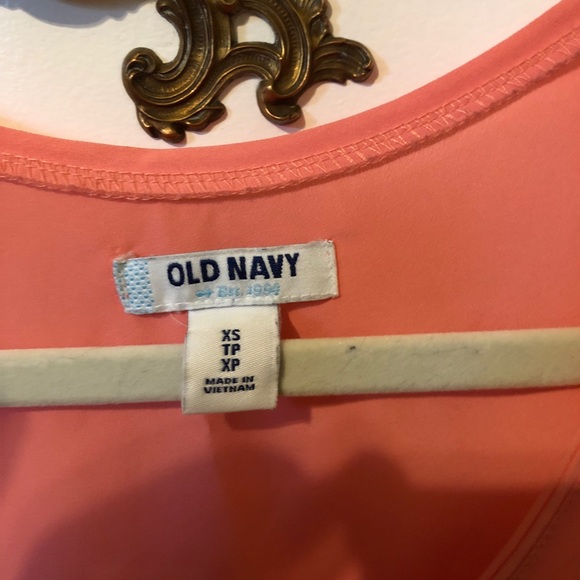 OLD NAVY
Est. 1994
XS
TP
XP
MADE IN
VIETNAM